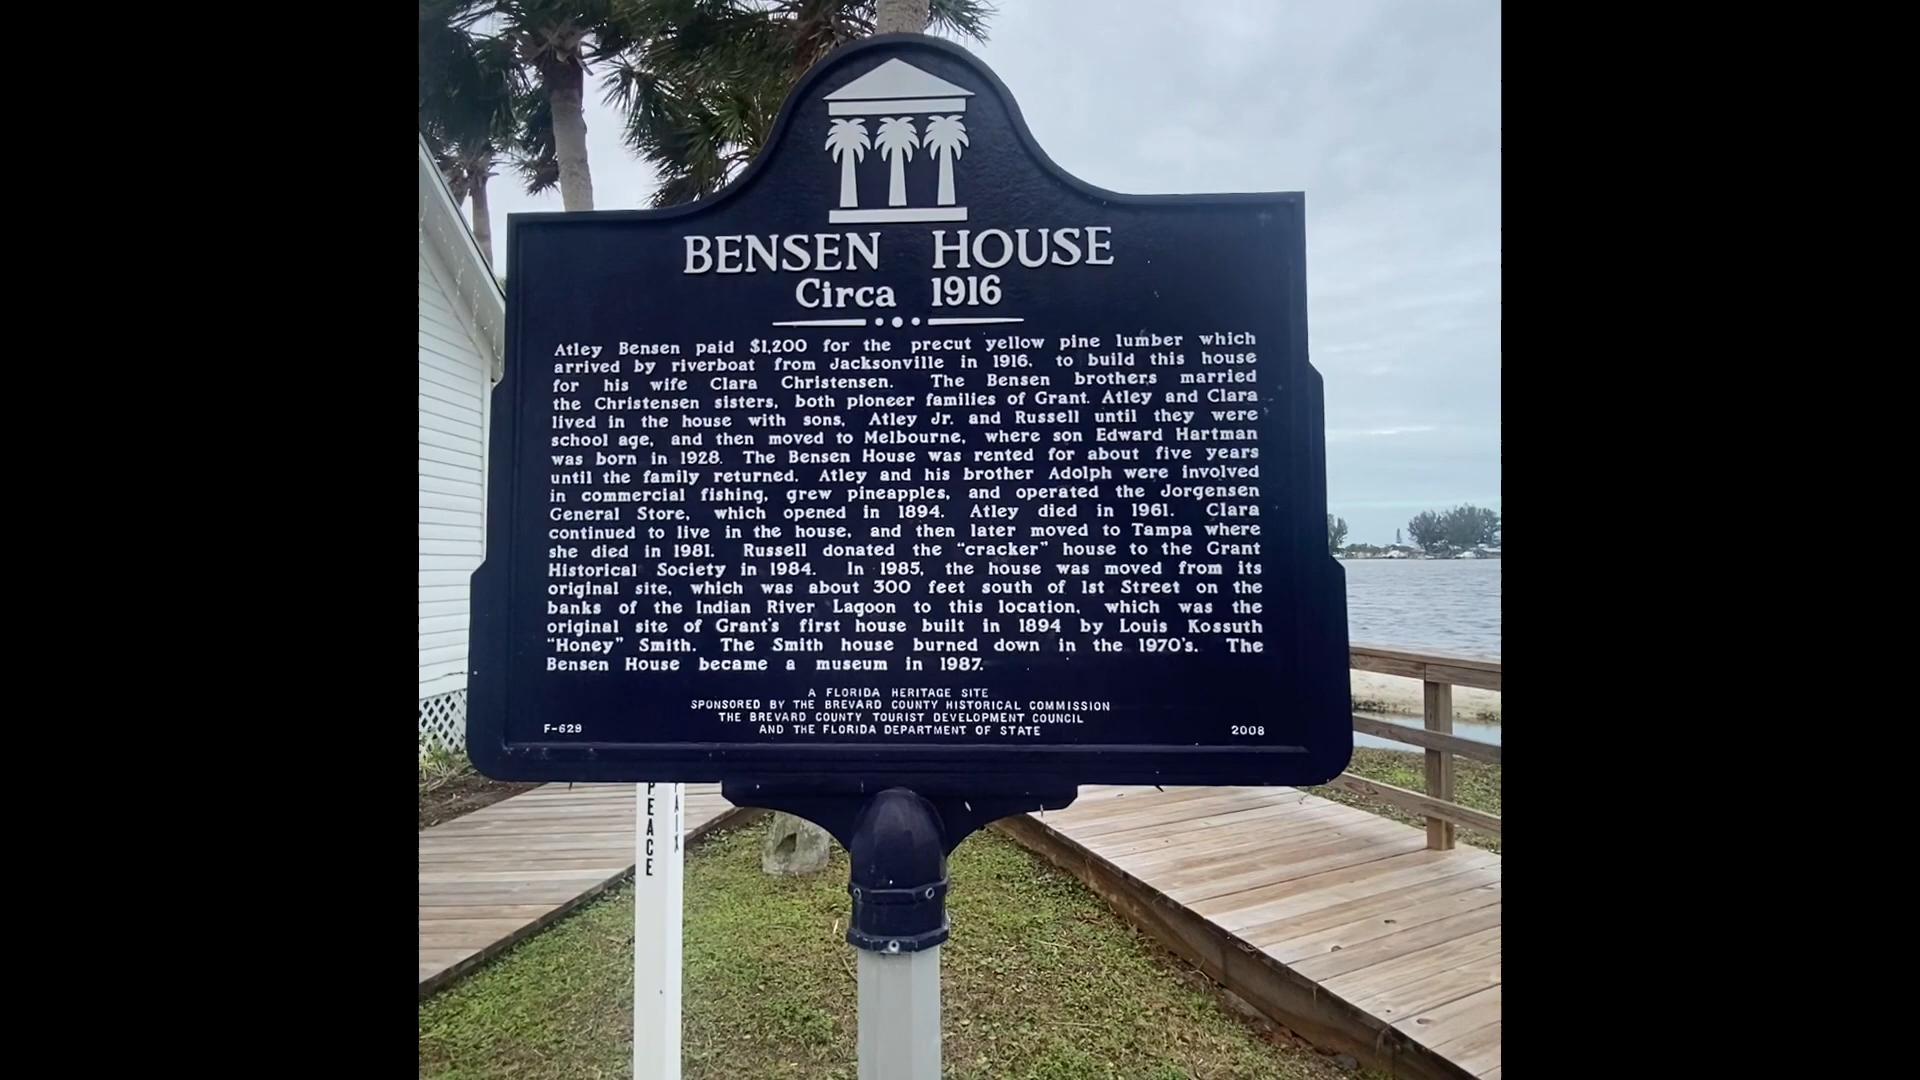 BENSEN HOUSE
Circa 1916
Atley Bensen paid $1,200 for the precut yellow pine lumber which
arrived by riverboat from Jacksonville in 1916, to build this house
for his wife Clara Christensen. The Bensen brothers married
the Christensen sisters, both pioneer families of Grant. Atley and Clara
lived in the house with sons, Atley Jr. and Russell until they were
school age, and then moved to Melbourne, where son Edward Hartman
was born in 1928. The Bensen House was rented for about five years
until the family returned. Atley and his brother Adolph were involved
in commercial fishing, grew pineapples, and operated the Jorgensen
General Store, which opened in 1894. Atley died in 1961. Clara
continued to live in the house, and then later moved to Tampa where
she died in 1981. Russell donated the “cracker” house to the Grant
Historical Society in 1984. In 1985, the house was moved from its
original site, which was about 300 feet south of 1st Street on the
banks of the Indian River Lagoon to this location, which was the
original site of Grant's first house built in 1894 by Louis Kossuth
“Honey” Smith. The Smith house burned down in the 1970's. The
Bensen House became a museum in 1987.
A FLORIDA HERITAGE SITE
SPONSORED BY THE BREVARD COUNTY HISTORICAL COMMISSION
THE BREVARD COUNTY TOURIST DEVELOPMENT COUNCIL
AND THE FLORIDA DEPARTMENT OF STATE
F-629
2008
PEACE
PAIX